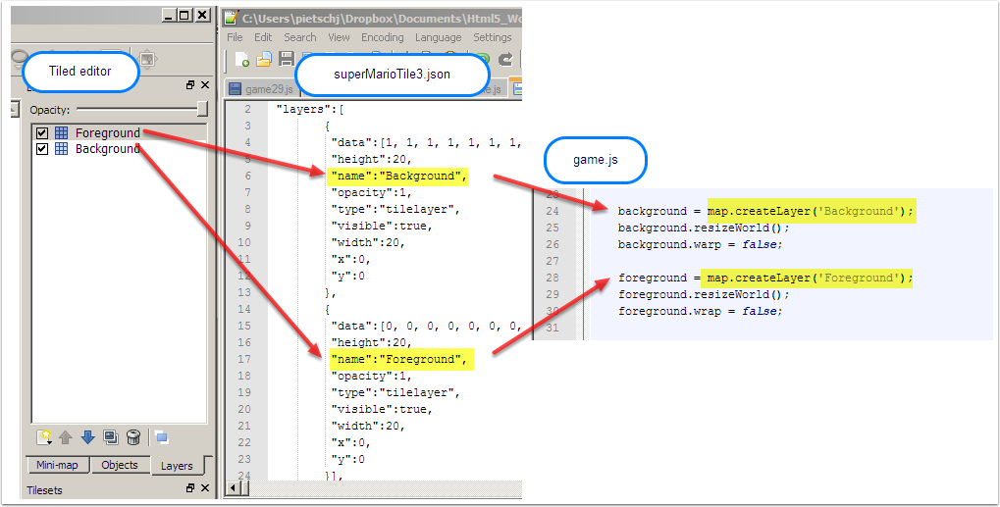 Tiled editor
Opacity:
Foreground
Background
Mini-map
Objects
Layers
Tilesets
C:\Users\pietschj\Dropbox\Documents\Html5_Wo
File Edit Search View Encoding Language Settings
superMarioTile3.json
game29.js
2 "layers":[
3 {
4 "data":[1, 1, 1, 1, 1, 1, 1,
5 "height":20,
6 "name":"Background",
7 "opacity":1,
8 "type":"tilelayer",
9 "visible":true,
10 "width":20,
11 "x":0,
12 "y":0
13 },
14 {
15 "data":[0, 0, 0, 0, 0, 0, 0,
16 "height":20,
17 "name":"Foreground",
18 "opacity":1,
19 "type":"tilelayer",
20 "visible":true,
21 "width":20,
22 "x":0,
23 "y":0
24 }],
game.js
23
24 background = map.createLayer('Background');
25 background.resizeWorld();
26 background.warp = false;
27
28 foreground = map.createLayer('Foreground');
29 foreground.resizeWorld();
30 foreground.wrap = false;
31